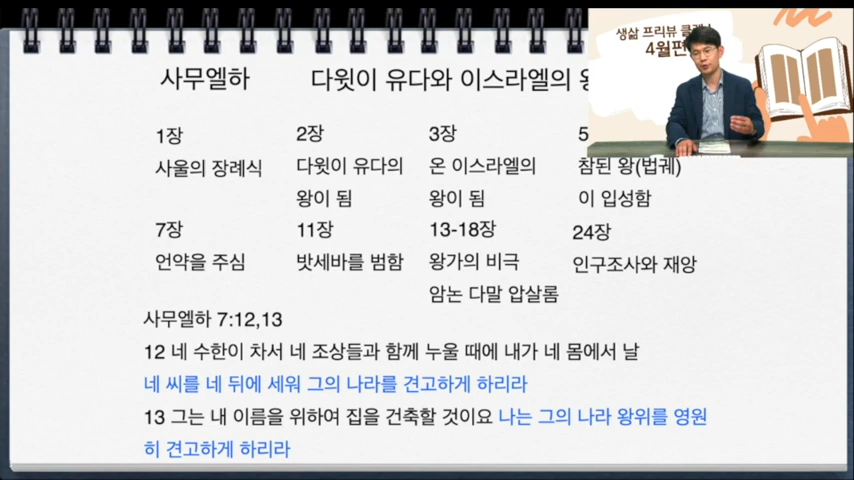 생삶 프리뷰 클래스
4월편
사무엘하 다윗이 유다와 이스라엘의 왕
1장 2장 3장 5
사울의 장례식 다윗이 유다의 온 이스라엘의 참된 왕(법궤)
왕이 됨 왕이 됨 이 입성함
7장 11장 13-18장 24장
언약을 주심 밧세바를 범함 왕가의 비극 인구조사와 재앙
암논 다말 압살롬
사무엘하 7:12,13
12 네 수한이 차서 네 조상들과 함께 누울 때에 내가 네 몸에서 날
네 씨를 네 뒤에 세워 그의 나라를 견고하게 하리라
13 그는 내 이름을 위하여 집을 건축할 것이요 나는 그의 나라 왕위를 영원
히 견고하게 하리라